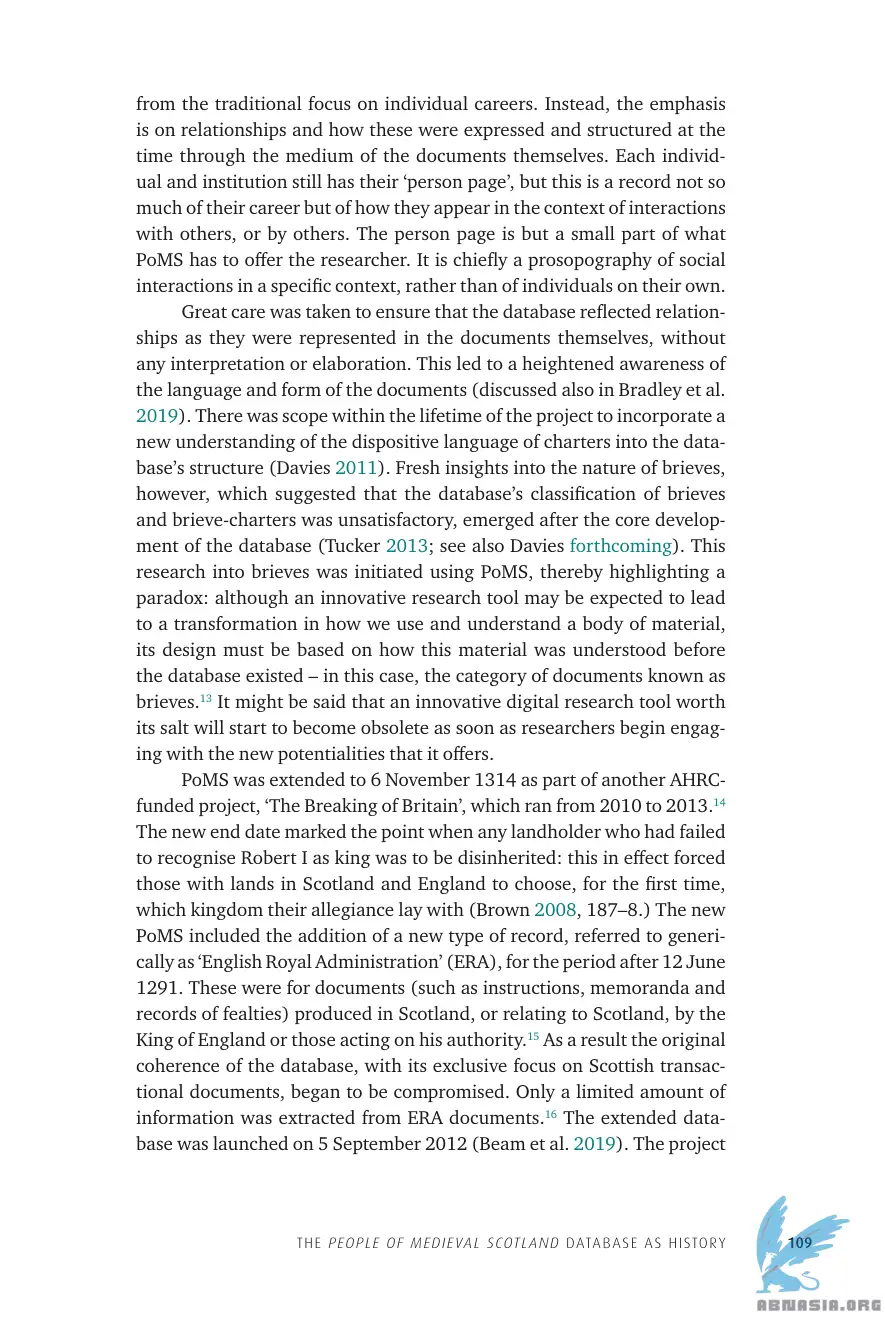 from the traditional focus on individual careers. Instead, the emphasis
is on relationships and how these were expressed and structured at the
time through the medium of the documents themselves. Each individ-
ual and institution still has their ‘person page’, but this is a record not so
much of their career but of how they appear in the context of interactions
with others, or by others. The person page is but a small part of what
PoMS has to offer the researcher. It is chiefly a prosopography of social
interactions in a specific context, rather than of individuals on their own.
Great care was taken to ensure that the database reflected relation-
ships as they were represented in the documents themselves, without
any interpretation or elaboration. This led to a heightened awareness of
the language and form of the documents (discussed also in Bradley et al.
2019). There was scope within the lifetime of the project to incorporate a
new understanding of the dispositive language of charters into the data-
base’s structure (Davies 2011). Fresh insights into the nature of brieves,
however, which suggested that the database’s classification of brieves
and brieve-charters was unsatisfactory, emerged after the core develop-
ment of the database (Tucker 2013; see also Davies forthcoming). This
research into brieves was initiated using PoMS, thereby highlighting a
paradox: although an innovative research tool may be expected to lead
to a transformation in how we use and understand a body of material,
its design must be based on how this material was understood before
the database existed – in this case, the category of documents known as
brieves.13 It might be said that an innovative digital research tool worth
its salt will start to become obsolete as soon as researchers begin engag-
ing with the new potentialities that it offers.
PoMS was extended to 6 November 1314 as part of another AHRC-
funded project, ‘The Breaking of Britain’, which ran from 2010 to 2013.14
The new end date marked the point when any landholder who had failed
to recognise Robert I as king was to be disinherited: this in effect forced
those with lands in Scotland and England to choose, for the first time,
which kingdom their allegiance lay with (Brown 2008, 187–8.) The new
PoMS included the addition of a new type of record, referred to generi-
cally as ‘English Royal Administration’ (ERA), for the period after 12 June
1291. These were for documents (such as instructions, memoranda and
records of fealties) produced in Scotland, or relating to Scotland, by the
King of England or those acting on his authority.15 As a result the original
coherence of the database, with its exclusive focus on Scottish transac-
tional documents, began to be compromised. Only a limited amount of
information was extracted from ERA documents.16 The extended data-
base was launched on 5 September 2012 (Beam et al. 2019). The project
THE PEOPLE OF MEDIEVAL SCOTLAND DATABASE AS HISTORY 109
ABNASIA.ORG